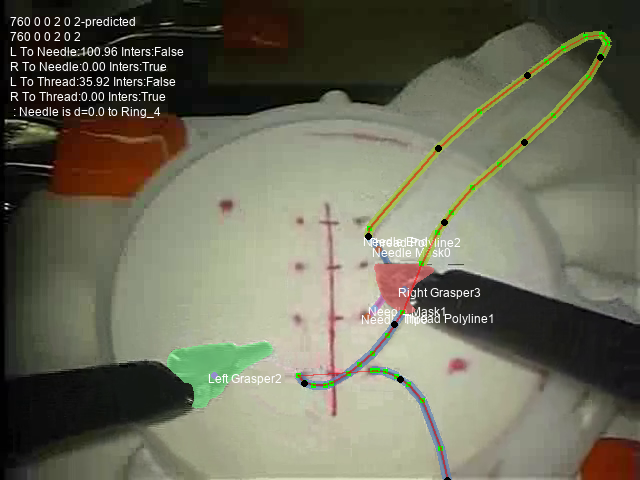 760 0 0 2 0 2-predicted
760 0 0 2 0 2
L To Needle:100.96 Inters:False
R To Needle:0.00 Inters:True
L To Thread:35.92 Inters:False
R To Thread:0.00 Inters:True
: Needle is d=0.0 to Ring_4
Polyline2
Needle Mask0
Right Grasper3
Mask1
Thread Polyline1
Left Grasper2